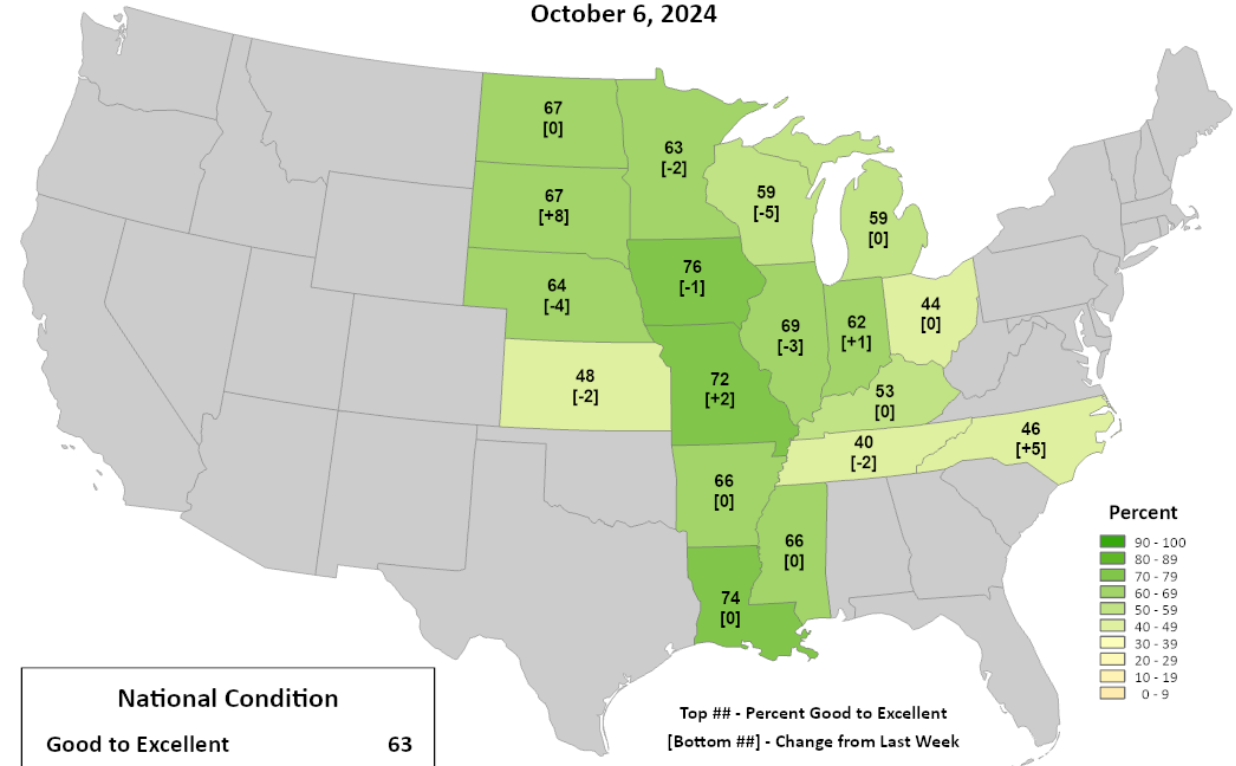 October 6, 2024
67
[0]
63
[-2]
67
[+8]
59
[-5]
59
[0]
64
[-4]
76
[-1]
69
[-3]
62
[+1]
44
[0]
48
[-2]
72
[+2]
53
[0]
40
[-2]
46
[+5]
66
[0]
66
[0]
74
[0]
Percent
90 - 100
80 - 89
70 - 79
60 - 69
50 - 59
40 - 49
30 - 39
20 - 29
10 - 19
0 - 9
National Condition
Good to Excellent 63
Top ## - Percent Good to Excellent
[Bottom ##] - Change from Last Week